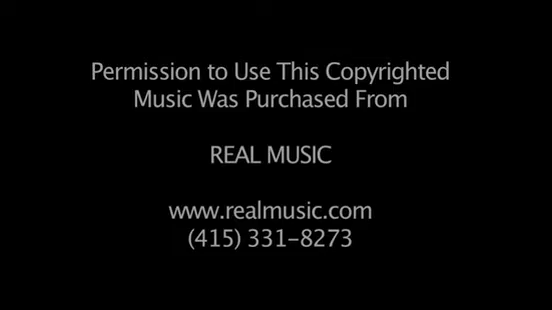 Permission to Use This Copyrighted
Music Was Purchased From
REAL MUSIC
www.realmusic.com
(415) 331-8273